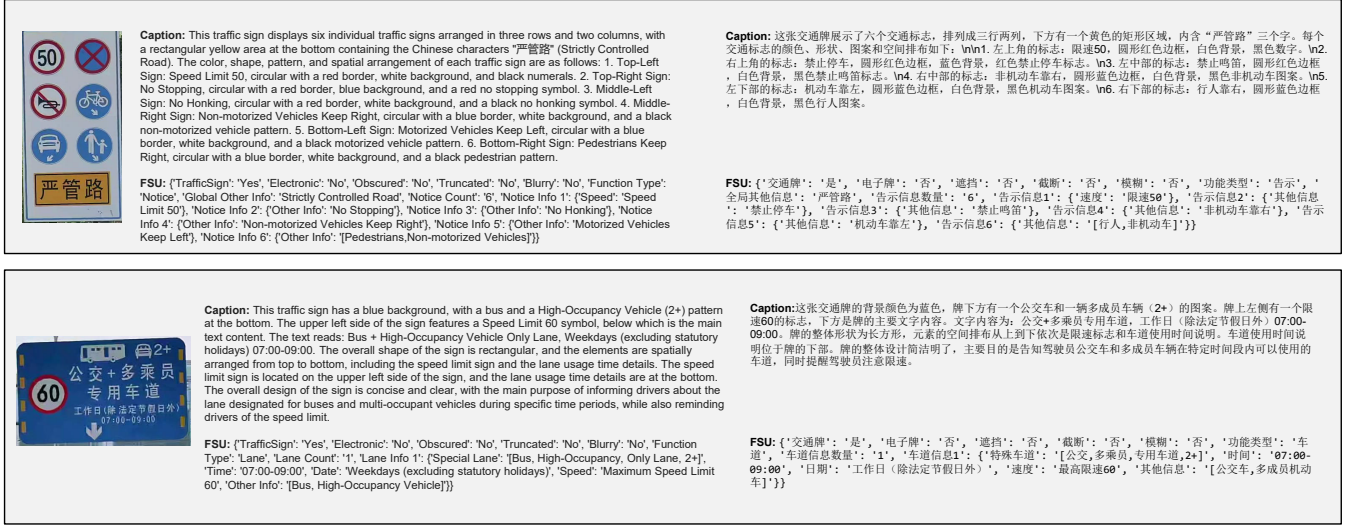 50
严管路
Caption: This traffic sign displays six individual traffic signs arranged in three rows and two columns, with
a rectangular yellow area at the bottom containing the Chinese characters "严管路" (Strictly Controlled
Road). The color, shape, pattern, and spatial arrangement of each traffic sign are as follows: 1. Top-Left
Sign: Speed Limit 50, circular with a red border, white background, and black numerals. 2. Top-Right Sign:
No Stopping, circular with a red border, blue background, and a red no stopping symbol. 3. Middle-Left
Sign: No Honking, circular with a red border, white background, and a black no honking symbol. 4. Middle-
Right Sign: Non-motorized Vehicles Keep Right, circular with a blue border, white background, and a black
non-motorized vehicle pattern. 5. Bottom-Left Sign: Motorized Vehicles Keep Left, circular with a blue
border, white background, and a black motorized vehicle pattern. 6. Bottom-Right Sign: Pedestrians Keep
Right, circular with a blue border, white background, and a black pedestrian pattern.
FSU: {'TrafficSign': 'Yes', 'Electronic': 'No', 'Obscured': 'No', 'Truncated': 'No', 'Blurry': 'No', 'Function Type':
'Notice', 'Global Other Info': 'Strictly Controlled Road', 'Notice Count': '6', 'Notice Info 1': {'Speed': 'Speed
Limit 50'}, 'Notice Info 2': {'Other Info': 'No Stopping'}, 'Notice Info 3': {'Other Info': 'No Honking'}, 'Notice
Info 4': {'Other Info': 'Non-motorized Vehicles Keep Right'}, 'Notice Info 5': {'Other Info': 'Motorized Vehicles
Keep Left'}, 'Notice Info 6': {'Other Info': '[Pedestrians,Non-motorized Vehicles]'}}
Caption: 这张交通牌展示了六个交通标志，排列成三行两列，下方有一个黄色的矩形区域，内含“严管路”三个字。每个
交通标志的颜色、形状、图案和空间排布如下：\n\n1. 左上角的标志：限速50，圆形红色边框，白色背景，黑色数字。\n2.
右上角的标志：禁止停车，圆形红色边框，蓝色背景，红色禁止停车标志。\n3. 左中部的标志：禁止鸣笛，圆形红色边框
，白色背景，黑色禁止鸣笛标志。\n4. 右中部的标志：非机动车靠右，圆形蓝色边框，白色背景，黑色非机动车图案。\n5.
左下部的标志：机动车靠左，圆形蓝色边框，白色背景，黑色机动车图案。\n6. 右下部的标志：行人靠右，圆形蓝色边框
，白色背景，黑色行人图案。
FSU: {'交通牌': '是', '电子牌': '否', '遮挡': '否', '截断': '否', '模糊': '否', '功能类型': '告示', '
全局其他信息': '严管路', '告示信息数量': '6', '告示信息1': {'速度': '限速50'}, '告示信息2': {'其他信息
': '禁止停车'}, '告示信息3': {'其他信息': '禁止鸣笛'}, '告示信息4': {'其他信息': '非机动车靠右'}, '告示
信息5': {'其他信息': '机动车靠左'}, '告示信息6': {'其他信息': '[行人,非机动车]'}}
2+
公交+多乘员
专用车道
60
工作日(除法定节假日外)
07:00-09:00
Caption: This traffic sign has a blue background, with a bus and a High-Occupancy Vehicle (2+) pattern
at the bottom. The upper left side of the sign features a Speed Limit 60 symbol, below which is the main
text content. The text reads: Bus + High-Occupancy Vehicle Only Lane, Weekdays (excluding statutory
holidays) 07:00-09:00. The overall shape of the sign is rectangular, and the elements are spatially
arranged from top to bottom, including the speed limit sign and the lane usage time details. The speed
limit sign is located on the upper left side of the sign, and the lane usage time details are at the bottom.
The overall design of the sign is concise and clear, with the main purpose of informing drivers about the
lane designated for buses and multi-occupant vehicles during specific time periods, while also reminding
drivers of the speed limit.
FSU: {'TrafficSign': 'Yes', 'Electronic': 'No', 'Obscured': 'No', 'Truncated': 'No', 'Blurry': 'No', 'Function
Type': 'Lane', 'Lane Count': '1', 'Lane Info 1': {'Special Lane': '[Bus, High-Occupancy, Only Lane, 2+]',
'Time': '07:00-09:00', 'Date': 'Weekdays (excluding statutory holidays)', 'Speed': 'Maximum Speed Limit
60', 'Other Info': '[Bus, High-Occupancy Vehicle]'}}
Caption:这张交通牌的背景颜色为蓝色，牌下方有一个公交车和一辆多成员车辆（2+）的图案。牌上左侧有一个限
速60的标志，下方是牌的主要文字内容。文字内容为：公交+多乘员专用车道，工作日（除法定节假日外）07:00-
09:00。牌的整体形状为长方形，元素的空间排布从上到下依次是限速标志和车道使用时间说明。车道使用时间说
明位于牌的下部。牌的整体设计简洁明了，主要目的是告知驾驶员公交车和多成员车辆在特定时间段内可以使用的
车道，同时提醒驾驶员注意限速。
FSU: {'交通牌': '是', '电子牌': '否', '遮挡': '否', '截断': '否', '模糊': '否', '功能类型': '车
道', '车道信息数量': '1', '车道信息1': {'特殊车道': '[公交,多乘员,专用车道,2+]', '时间': '07:00-
09:00', '日期': '工作日（除法定节假日外）', '速度': '最高限速60', '其他信息': '[公交车,多成员机动
车]'}}